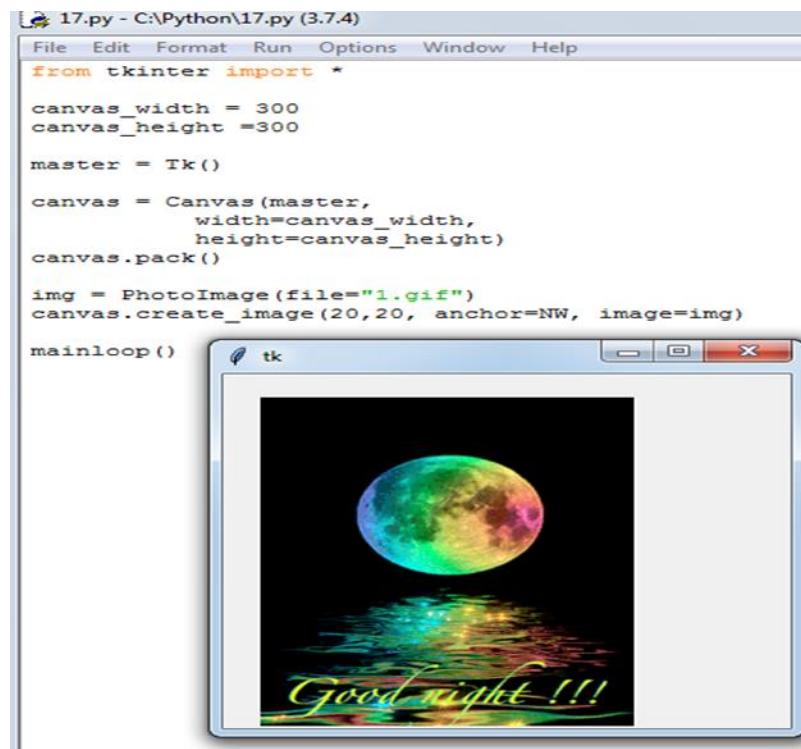 17.py - C:\Python\17.py (3.7.4)
File Edit Format Run Options Window Help
from tkinter import *
canvas_width = 300
canvas_height =300
master = Tk()
canvas = Canvas(master,
width=canvas_width,
height=canvas_height)
canvas.pack()
img = PhotoImage(file="1.gif")
canvas.create_image(20,20, anchor=NW, image=img)
mainloop()
tk
Good night !!!